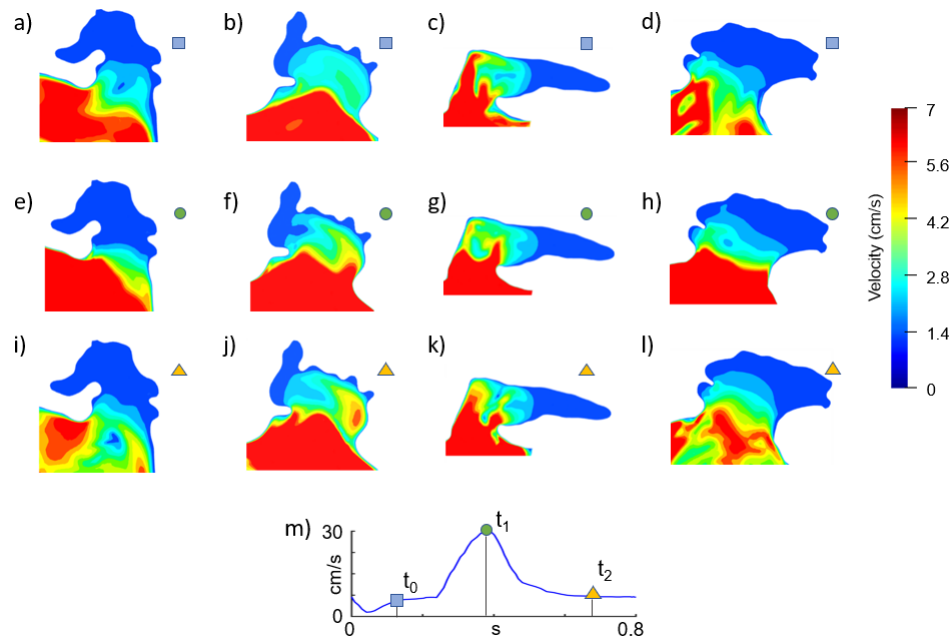 a)
b)
c)
d)
e)
f)
g)
h)
i)
j)
k)
l)
7
5.6
4.2
2.8
1.4
0
Velocity (cm/s)
m)
30
0
cm/s
t0
t1
t2
0
s
0.8